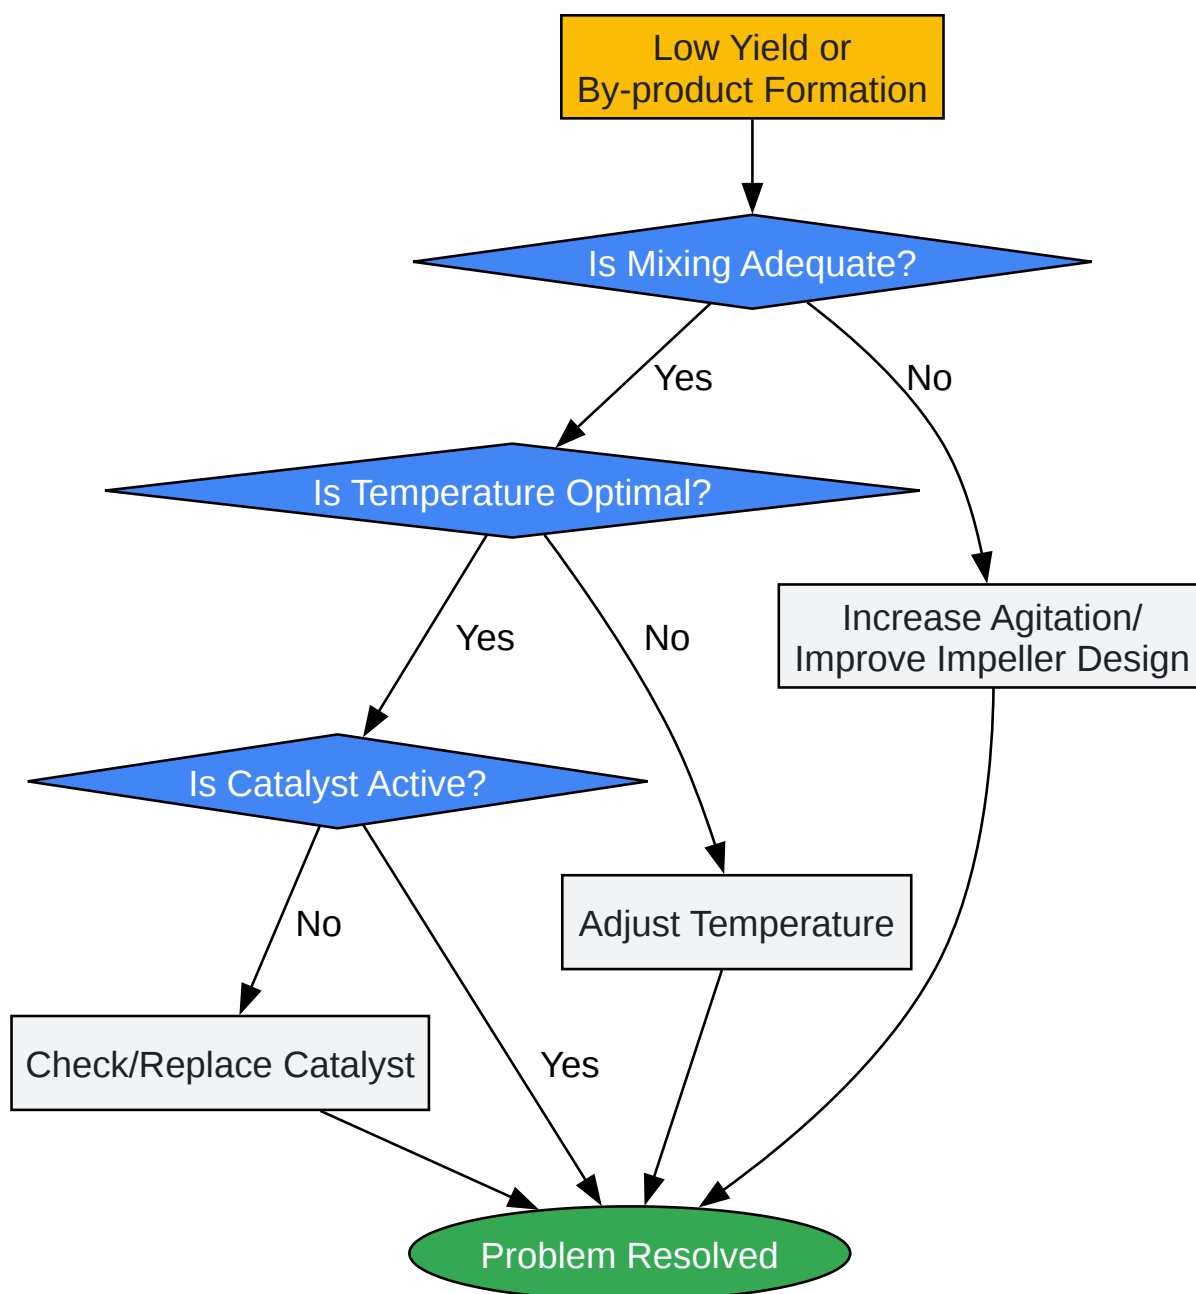 Low Yield or
By-product Formation
Is Mixing Adequate?
Yes
No
Is Temperature Optimal?
Yes
No
Increase Agitation/
Improve Impeller Design
Is Catalyst Active?
No
Adjust Temperature
Check/Replace Catalyst
Yes
Problem Resolved